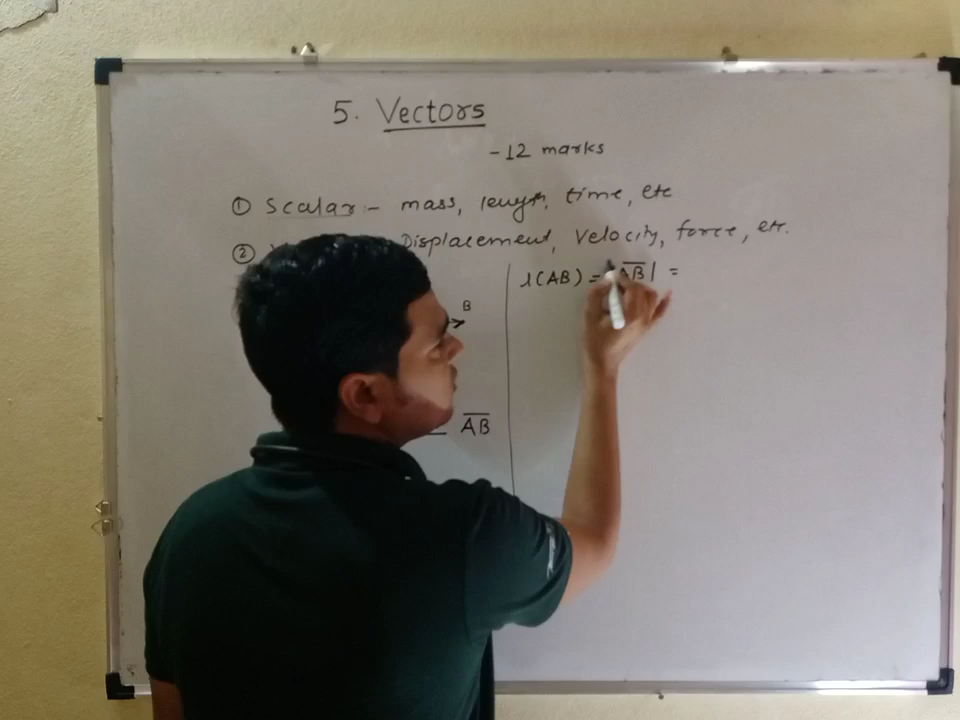 5. Vectors
- 12 marks
① Scalar :- mass, length, time, etc
② Displacement, Velocity, force, etc.
l(AB) = |AB| =
B
AB